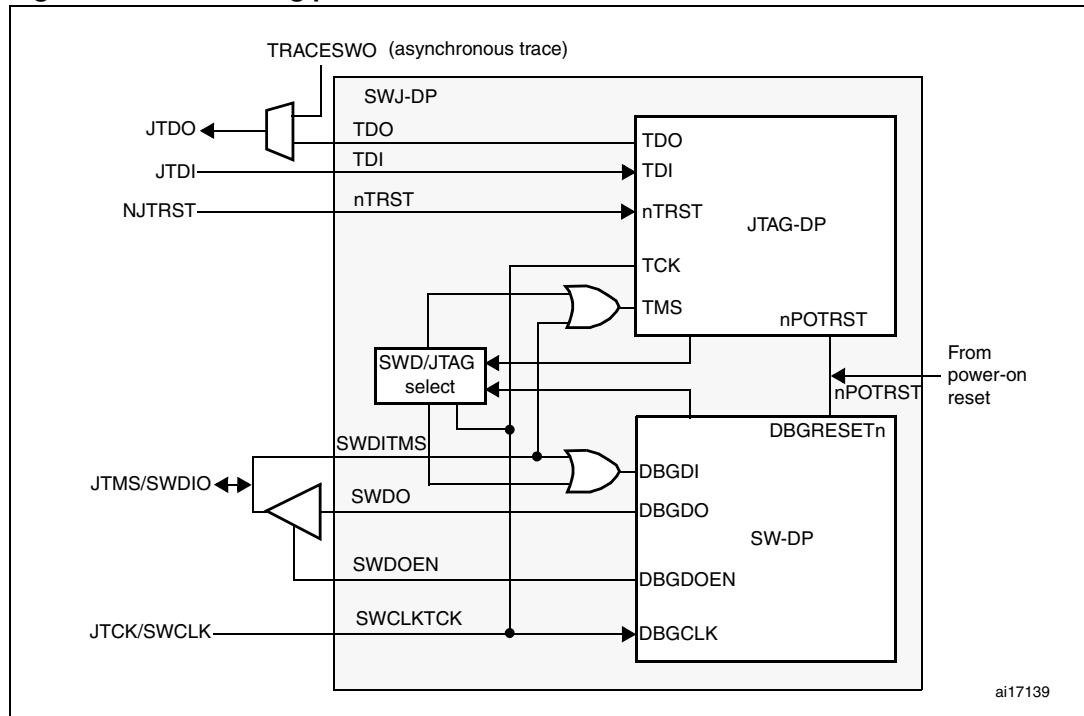 TRACESWO (asynchronous trace)
SWJ-DP
JTDO
TDO
TDO
JTDI
TDI
TDI
NJTRST
nTRST
nTRST
JTAG-DP
TCK
TMS
nPOTRST
SWD/JTAG
select
From
power-on
reset
nPOTRST
DBGRESETn
SWDITMS
DBGDI
JTMS/SWDIO
SWDO
DBGDO
SW-DP
SWDOEN
DBGDOEN
JTCK/SWCLK
SWCLKTCK
DBGCLK
ai17139